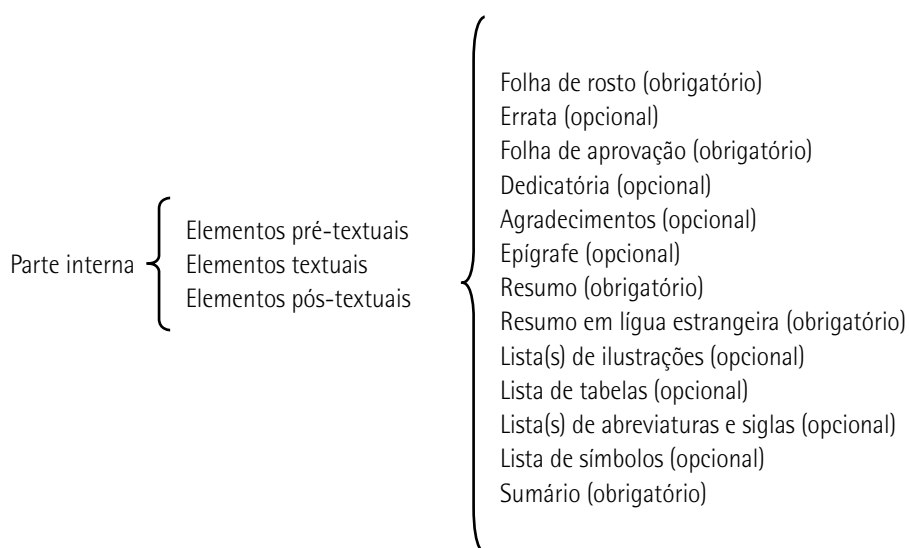 Parte interna
Elementos pré-textuais
Elementos textuais
Elementos pós-textuais
Folha de rosto (obrigatório)
Errata (opcional)
Folha de aprovação (obrigatório)
Dedicatória (opcional)
Agradecimentos (opcional)
Epígrafe (opcional)
Resumo (obrigatório)
Resumo em lígua estrangeira (obrigatório)
Lista(s) de ilustrações (opcional)
Lista de tabelas (opcional)
Lista(s) de abreviaturas e siglas (opcional)
Lista de símbolos (opcional)
Sumário (obrigatório)